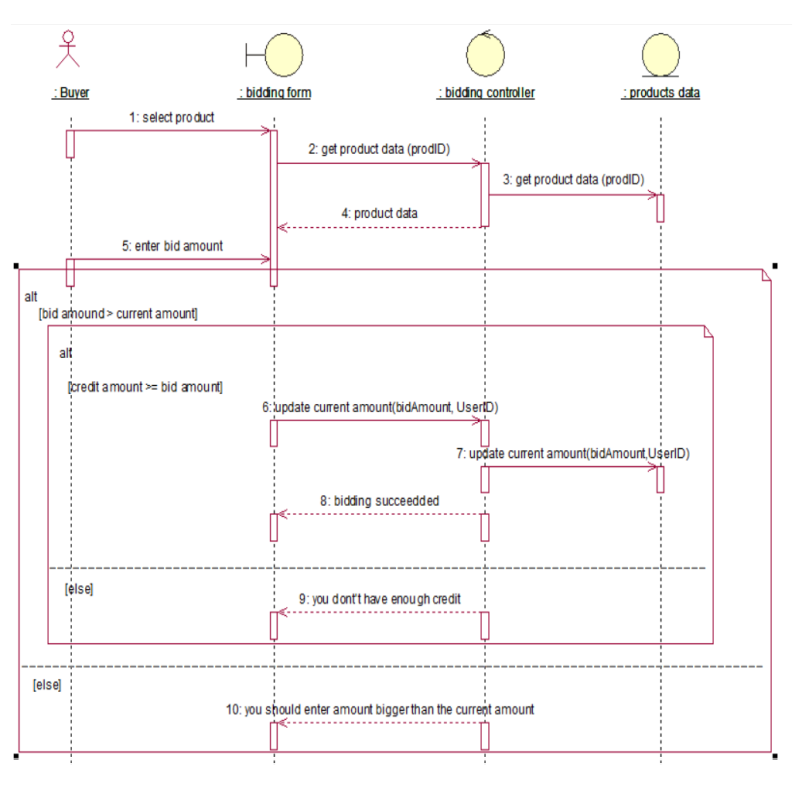 : Buyer
: bidding form
: bidding controller
: products data
1: select product
2: get product data (prodID)
3: get product data (prodID)
4: product data
5: enter bid amount
alt
[bid amound > current amount]
alt
[credit amount >= bid amount]
6: update current amount(bidAmount, UserID)
7: update current amount(bidAmount,UserID)
8: bidding succeedded
[else]
9: you dont't have enough credit
[else]
10: you should enter amount bigger than the current amount